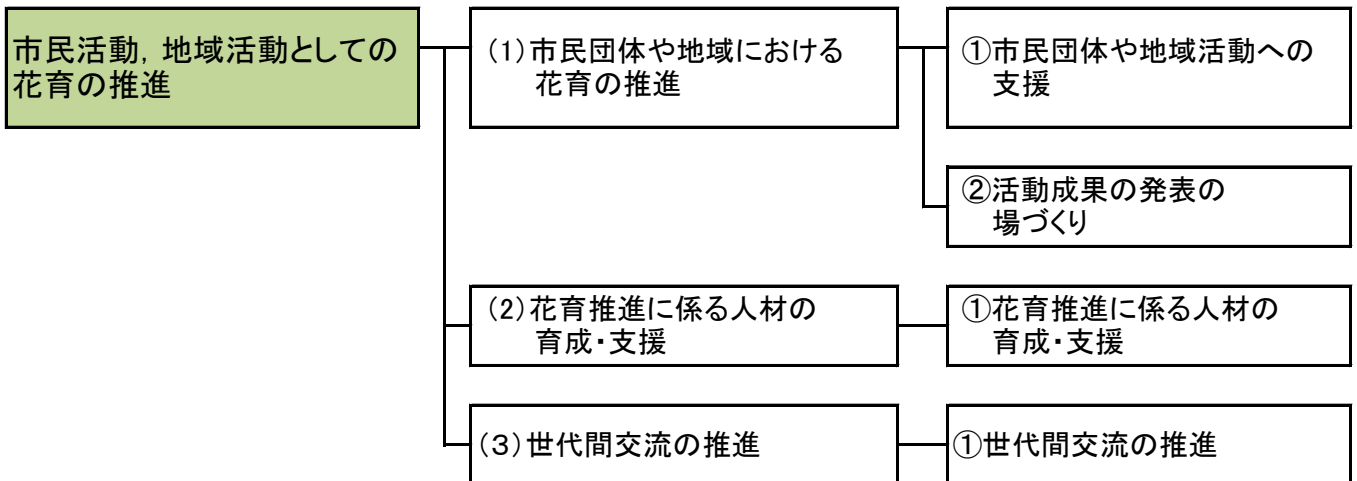 市民活動，地域活動としての
花育の推進
(1)市民団体や地域における
花育の推進
①市民団体や地域活動への
支援
②活動成果の発表の
場づくり
(2)花育推進に係る人材の
育成・支援
①花育推進に係る人材の
育成・支援
(3)世代間交流の推進
①世代間交流の推進